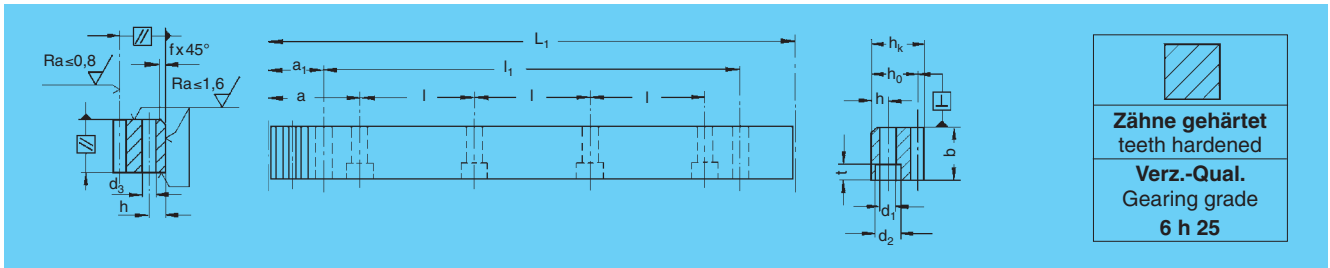 //
f x 45°
Ra≤0,8
Ra≤1,6
//
d₃
h
L₁
a₁
l₁
a
l
l
l
hₖ
h₀
h
⊥
b
t
d₁
d₂
Zähne gehärtet
teeth hardened
Verz.-Qual.
Gearing grade
6 h 25